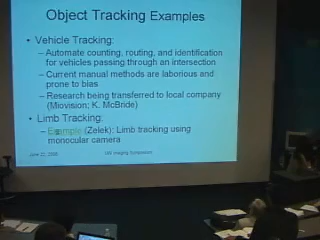 Object Tracking Examples
• Vehicle Tracking:
– Automate counting, routing, and identification
for vehicles passing through an intersection
– Current manual methods are laborious and
prone to bias
– Research being transferred to local company
(Miovision; K. McBride)
• Limb Tracking:
– Example (Zelek): Limb tracking using
monocular camera
June 22, 2008
UW Imaging Symposium